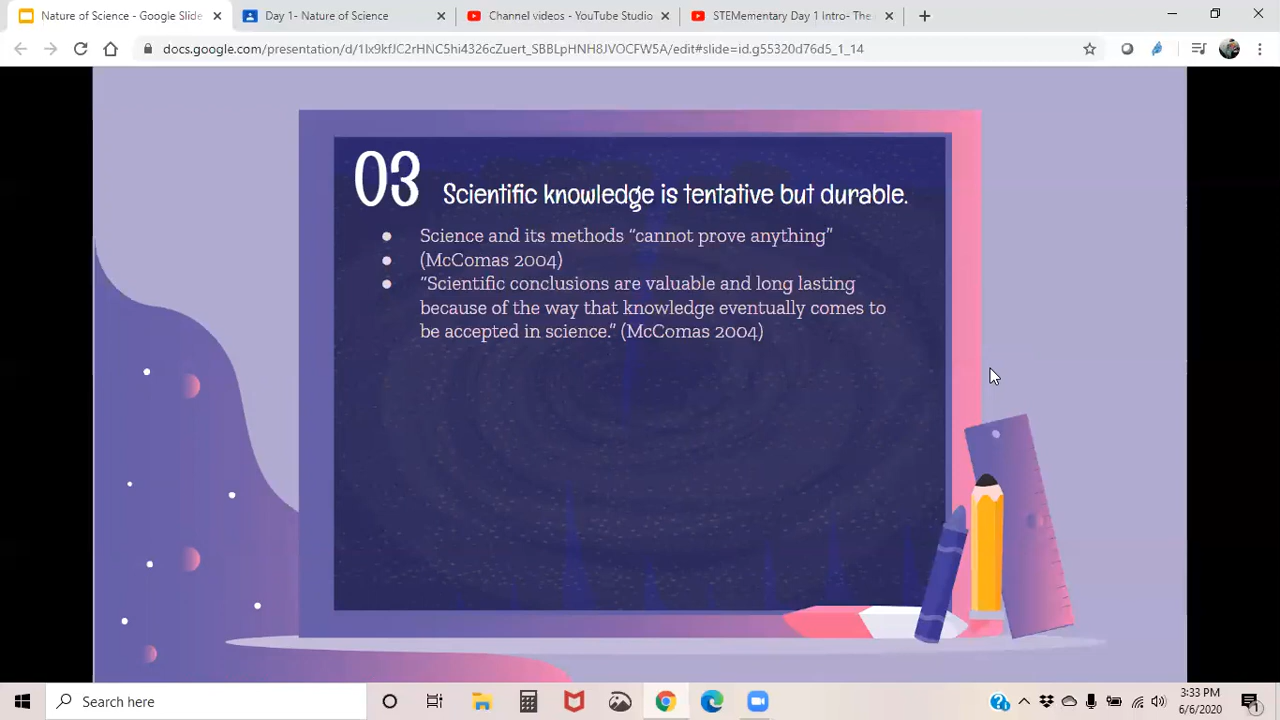 Nature of Science - Google Slide
Day 1- Nature of Science
Channel videos - YouTube Studio
STEMementary Day 1 Intro- The
docs.google.com/presentation/d/1Ix9kfJC2rHNC5hi4326cZuert_SBBLpHNH8JVOCFW5A/edit#slide=id.g55320d76d5_1_14
03 Scientific knowledge is tentative but durable.
● Science and its methods “cannot prove anything”
● (McComas 2004)
● “Scientific conclusions are valuable and long lasting
because of the way that knowledge eventually comes to
be accepted in science.” (McComas 2004)
Search here
3:33 PM
6/6/2020